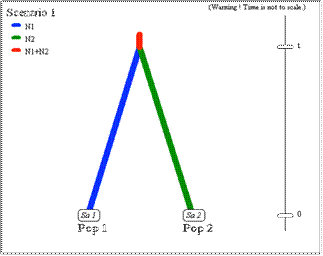 Scenario 1
(Warning ! Time is not to scale.)
N1
N2
N1+N2
t
Sa 1
Sa 2
0
Pop 1
Pop 2